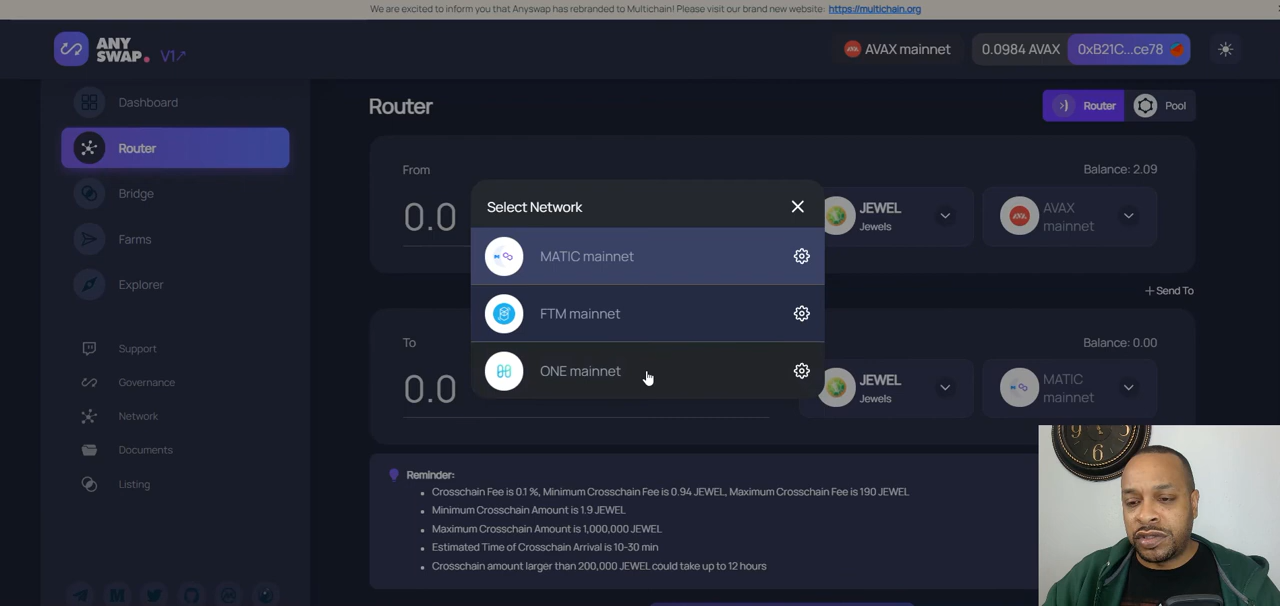 We are excited to inform you that Anyswap has rebranded to Multichain! Please visit our brand new website: https://multichain.org
ANY
SWAP.
V1↗
AVAX mainnet
0.0984 AVAX
0xB21C...ce78
Dashboard
Router
Bridge
Farms
Explorer
Support
Governance
Network
Documents
Listing
Router
Router
Pool
From
Balance: 2.09
0.0
JEWEL
Jewels
AVAX
mainnet
Select Network
MATIC mainnet
FTM mainnet
ONE mainnet
+ Send To
To
Balance: 0.00
0.0
JEWEL
Jewels
MATIC
mainnet
Reminder:
• Crosschain Fee is 0.1 %, Minimum Crosschain Fee is 0.94 JEWEL, Maximum Crosschain Fee is 190 JEWEL
• Minimum Crosschain Amount is 1.9 JEWEL
• Maximum Crosschain Amount is 1,000,000 JEWEL
• Estimated Time of Crosschain Arrival is 10-30 min
• Crosschain amount larger than 200,000 JEWEL could take up to 12 hours